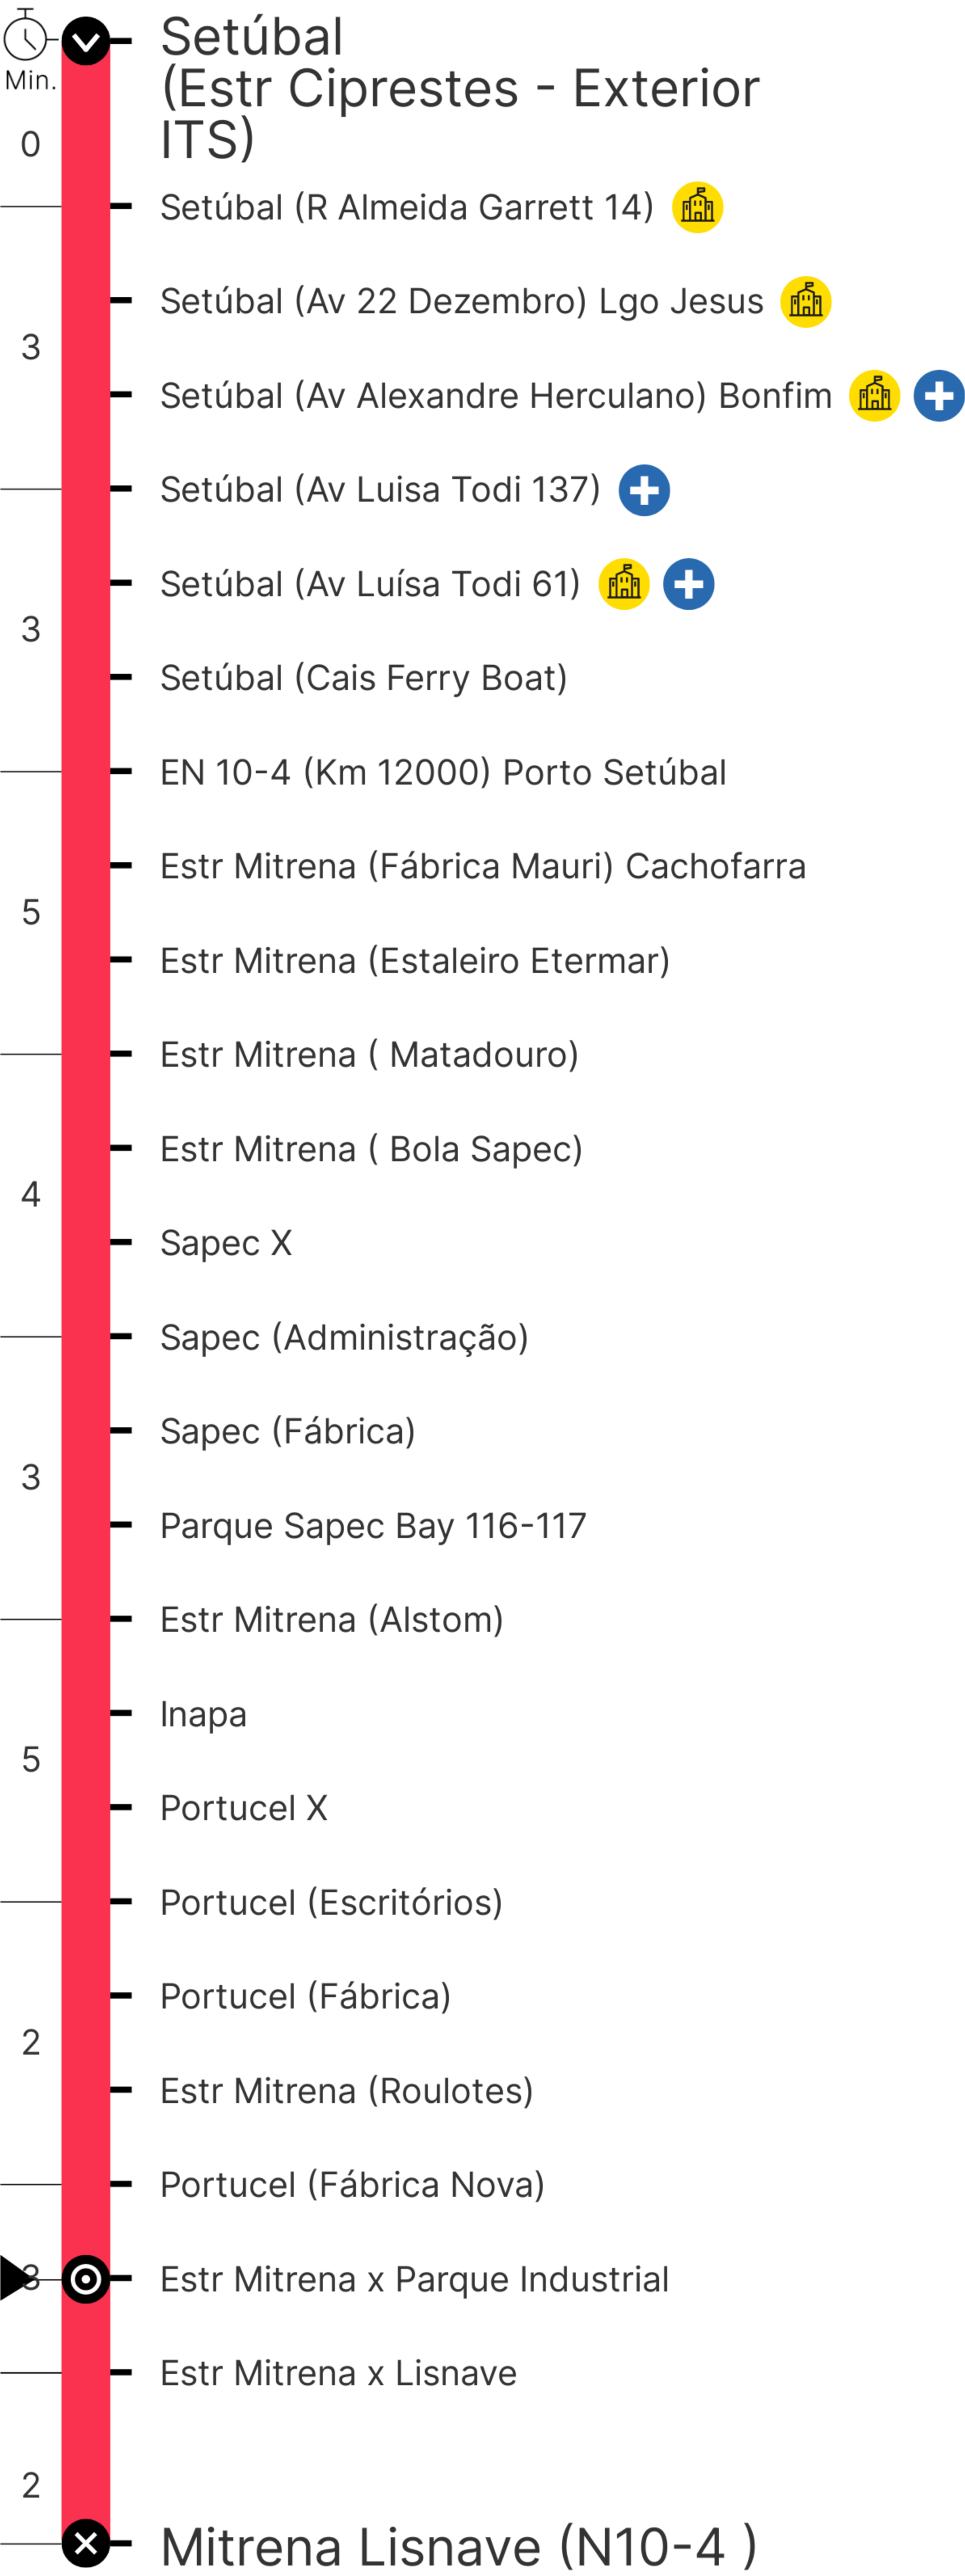 Min.
Setúbal
(Estr Ciprestes - Exterior
ITS)
0
Setúbal (R Almeida Garrett 14)
Setúbal (Av 22 Dezembro) Lgo Jesus
3
Setúbal (Av Alexandre Herculano) Bonfim
Setúbal (Av Luisa Todi 137)
Setúbal (Av Luísa Todi 61)
3
Setúbal (Cais Ferry Boat)
EN 10-4 (Km 12000) Porto Setúbal
Estr Mitrena (Fábrica Mauri) Cachofarra
5
Estr Mitrena (Estaleiro Etermar)
Estr Mitrena ( Matadouro)
Estr Mitrena ( Bola Sapec)
4
Sapec X
Sapec (Administração)
Sapec (Fábrica)
3
Parque Sapec Bay 116-117
Estr Mitrena (Alstom)
Inapa
5
Portucel X
Portucel (Escritórios)
Portucel (Fábrica)
2
Estr Mitrena (Roulotes)
Portucel (Fábrica Nova)
3
Estr Mitrena x Parque Industrial
Estr Mitrena x Lisnave
2
Mitrena Lisnave (N10-4 )